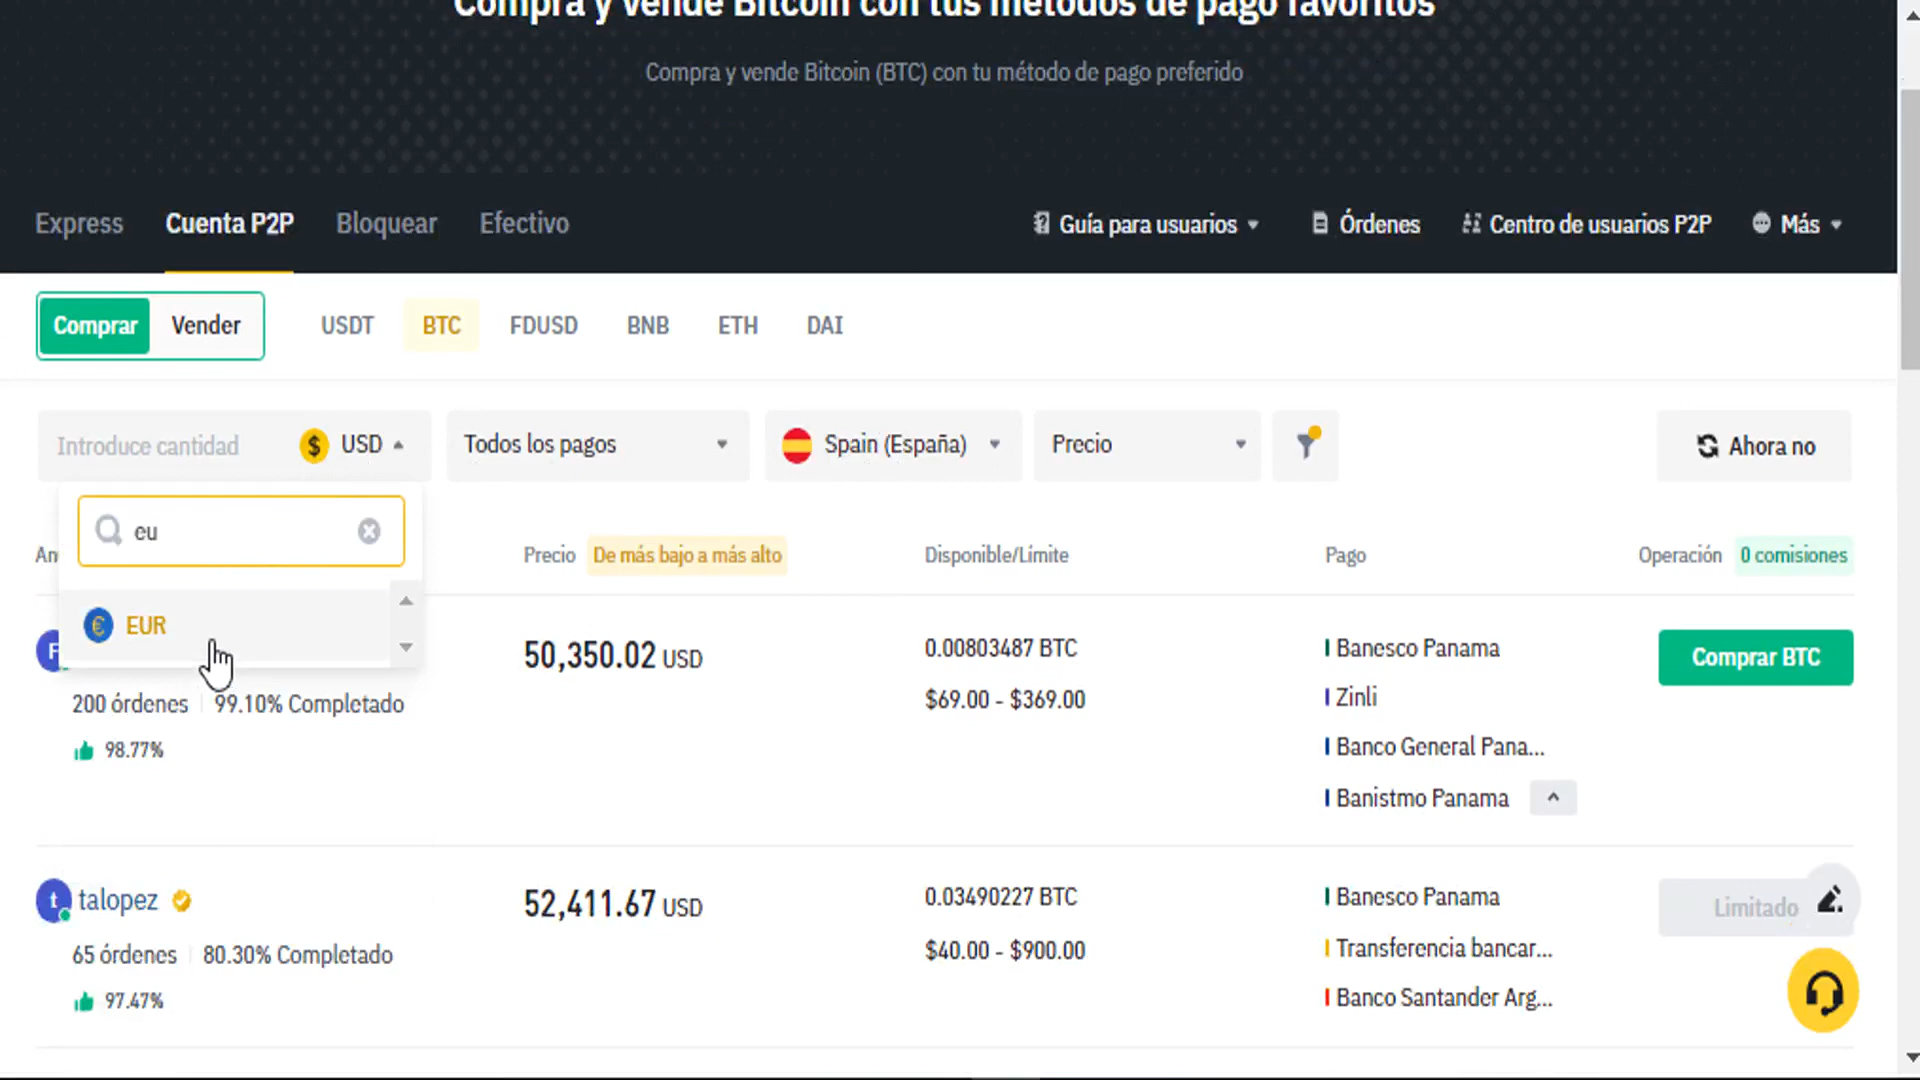 Compra y vende Bitcoin con tus métodos de pago favoritos
Compra y vende Bitcoin (BTC) con tu método de pago preferido
Express Cuenta P2P Bloquear Efectivo Guía para usuarios Órdenes Centro de usuarios P2P Más
Comprar Vender USDT BTC FDUSD BNB ETH DAI
Introduce cantidad $ USD Todos los pagos Spain (España) Precio Ahora no
eu
An Precio De más bajo a más alto Disponible/Límite Pago Operación 0 comisiones
€ EUR
F 50,350.02 USD 0.00803487 BTC Banesco Panama Comprar BTC
200 órdenes 99.10% Completado $69.00 - $369.00 Zinli
98.77% Banco General Pana...
Banistmo Panama
t talopez 52,411.67 USD 0.03490227 BTC Banesco Panama Limitado
65 órdenes 80.30% Completado $40.00 - $900.00 Transferencia bancar...
97.47% Banco Santander Arg...